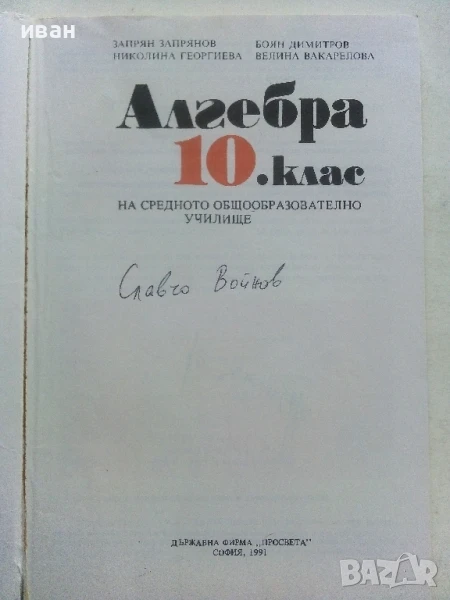 иван
ЗАПРЯН ЗАПРЯНОВ БОЯН ДИМИТРОВ
НИКОЛИНА ГЕОРГИЕВА ВЕЛИНА ВАКАРЕЛОВА
Алгебра
10.клас
НА СРЕДНОТО ОБЩООБРАЗОВАТЕЛНО
УЧИЛИЩЕ
Славчо Войнов
ДЪРЖАВНА ФИРМА „ПРОСВЕТА"
СОФИЯ, 1991
BAZAR